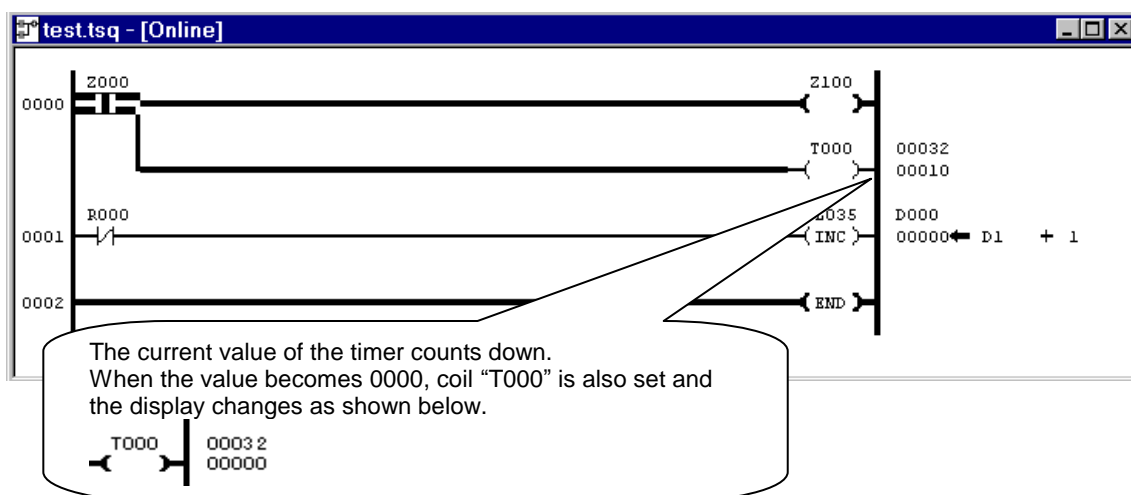 test.tsq - [Online]
Z000 Z100
0000
T000 00032
00010
R000 D000
0001 INC 00000 D1 + 1
0002 END
The current value of the timer counts down.
When the value becomes 0000, coil “T000” is also set and
the display changes as shown below.
T000 00032
00000